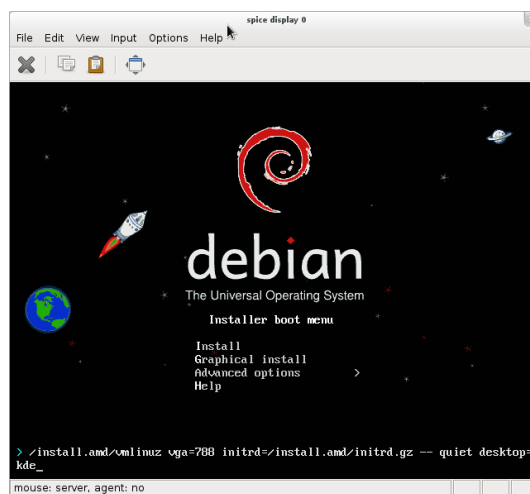 spice display 0
File Edit View Input Options Help
debian
The Universal Operating System
Installer boot menu
Install
Graphical install
Advanced options >
Help
> /install.amd/vmlinuz vga=788 initrd=/install.amd/initrd.gz -- quiet desktop=
kde_
mouse: server, agent: no